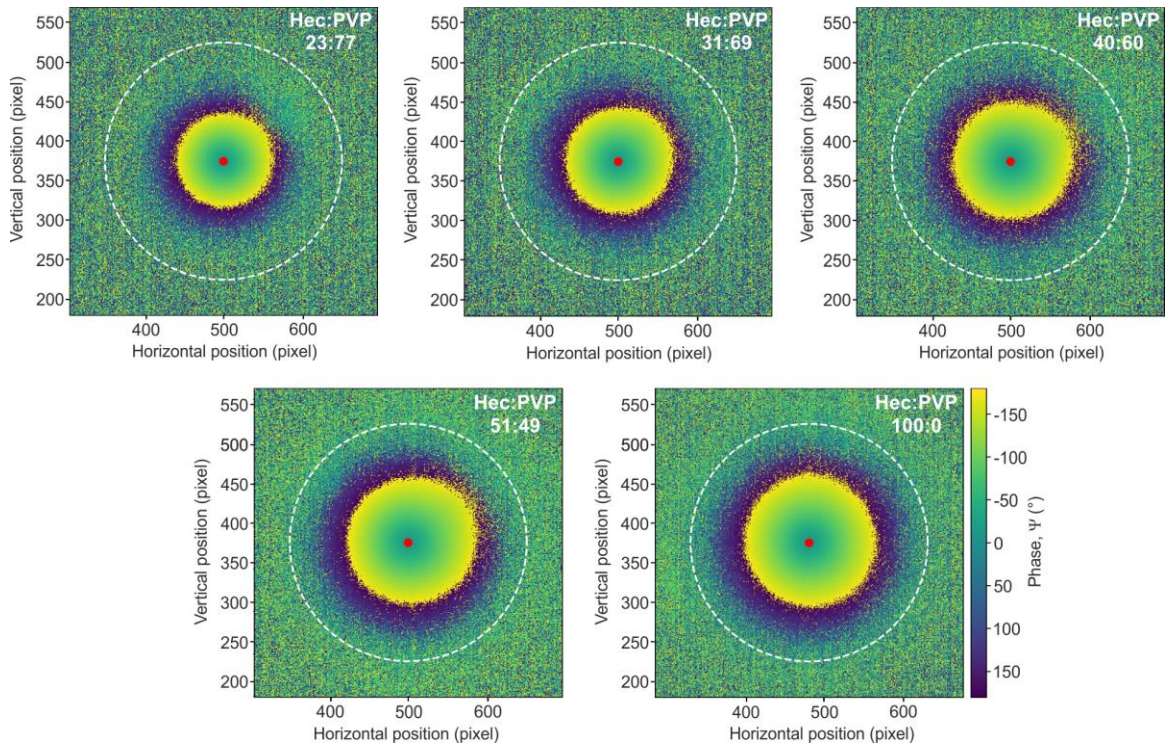 Hec:PVP
23:77
550
500
450
400
350
300
250
200
Vertical position (pixel)
400 500 600
Horizontal position (pixel)
Hec:PVP
31:69
550
500
450
400
350
300
250
200
Vertical position (pixel)
400 500 600
Horizontal position (pixel)
Hec:PVP
40:60
550
500
450
400
350
300
250
200
Vertical position (pixel)
400 500 600
Horizontal position (pixel)
Hec:PVP
51:49
550
500
450
400
350
300
250
200
Vertical position (pixel)
400 500 600
Horizontal position (pixel)
Hec:PVP
100:0
550
500
450
400
350
300
250
200
Vertical position (pixel)
400 500 600
Horizontal position (pixel)
-150
-100
-50
0
50
100
150
Phase, Ψ (°)